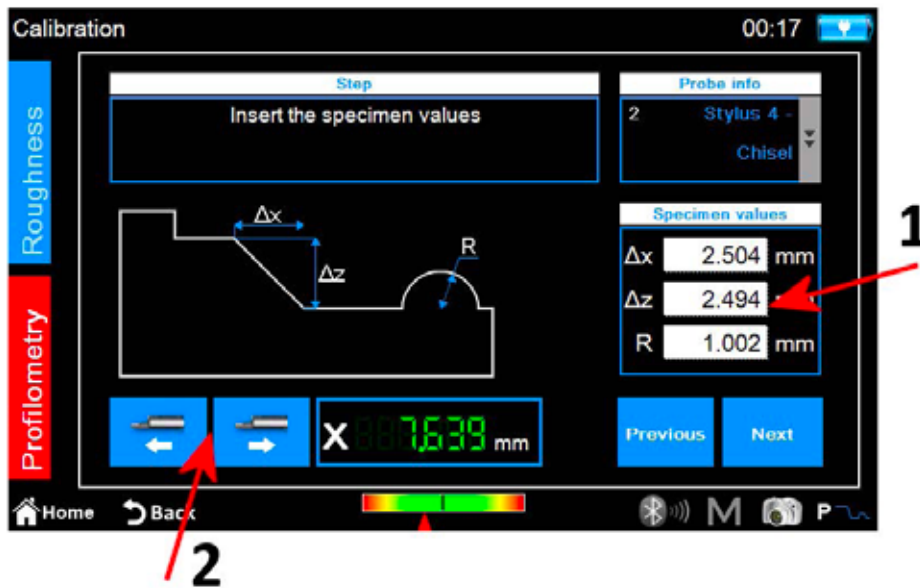 Calibration
00:17
Step
Insert the specimen values
Probe info
2 Stylus 4 -
Chisel
Roughness
Profilometry
Δx
Δz
R
Specimen values
Δx 2.504 mm
Δz 2.494
R 1.002 mm
1
X 7,639 mm
Previous
Next
Home
Back
M
P
2